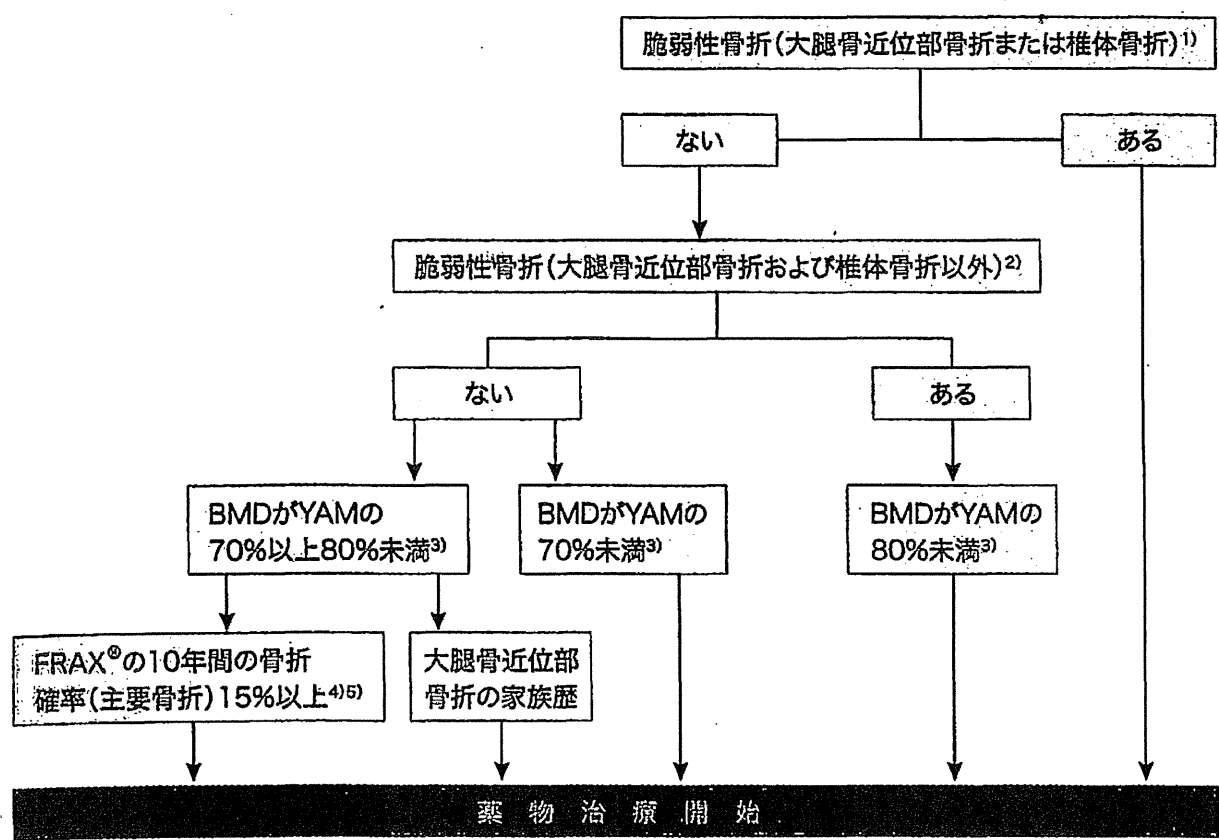 脆弱性骨折(大腿骨近位部骨折または椎体骨折)1)
ない
ある
脆弱性骨折(大腿骨近位部骨折および椎体骨折以外)2)
ない
ある
BMDがYAMの
70%以上80%未満3)
BMDがYAMの
70%未満3)
BMDがYAMの
80%未満3)
FRAX®の10年間の骨折
確率(主要骨折)15%以上4)5)
大腿骨近位部
骨折の家族歴
薬物治療開始